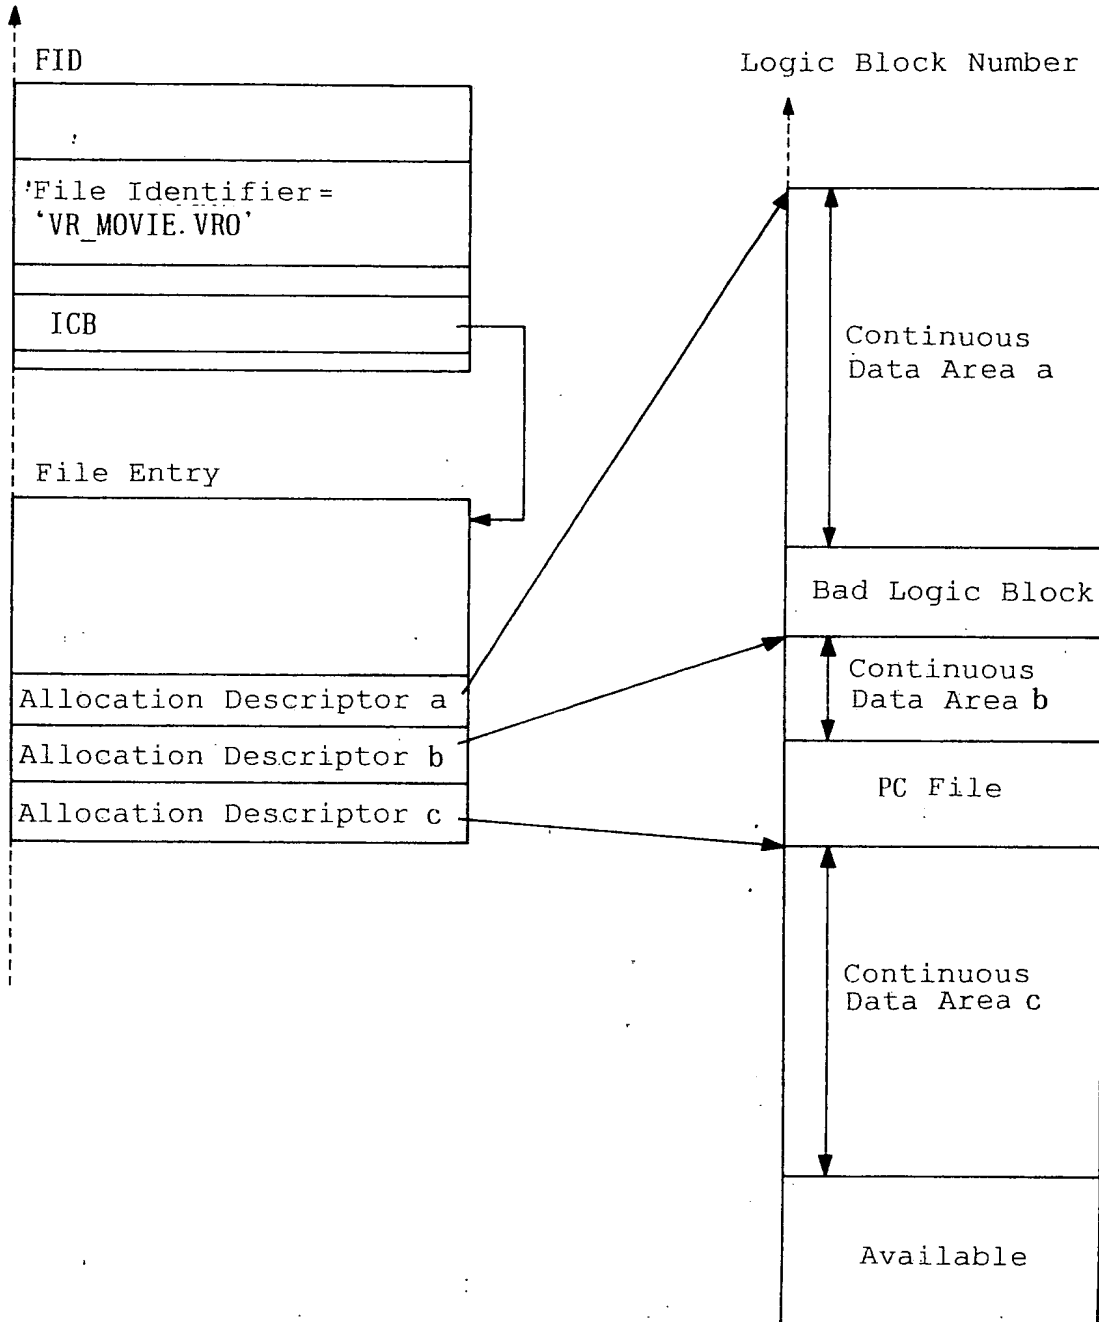 FID
'File Identifier=
'VR_MOVIE.VRO'
ICB
File Entry
Allocation Descriptor a
Allocation Descriptor b
Allocation Descriptor c
Logic Block Number
Continuous
Data Area a
Bad Logic Block
Continuous
Data Area b
PC File
Continuous
Data Area c
Available